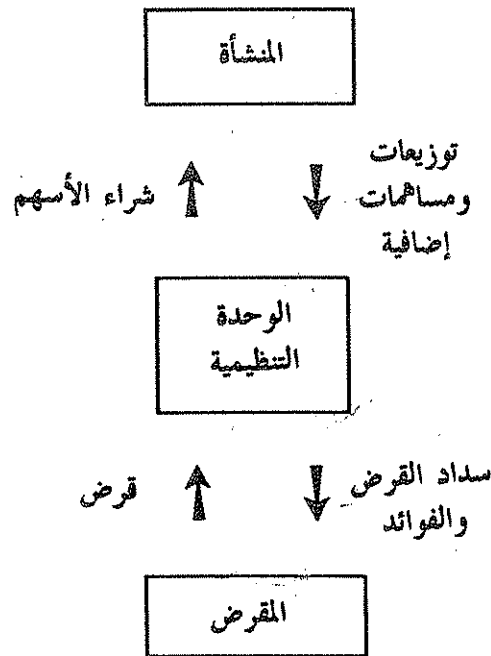 المنشأة
توزيعات
ومساهمات
إضافية
شراء الأسهم
الوحدة
التنظيمية
سداد القرض
والفوائد
قرض
المقرض